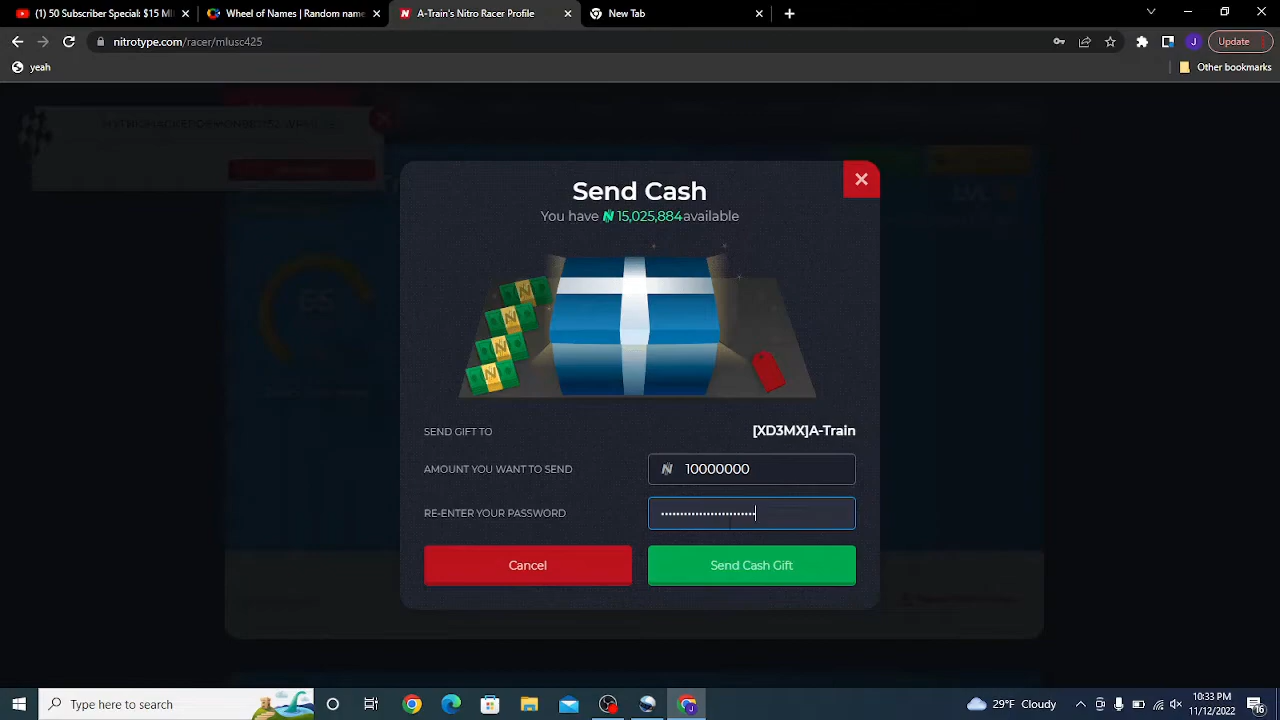 (1) 50 Subscriber Special: $15 Mil
Wheel of Names | Random name
A-Train's Nitro Racer Profile
New Tab
nitrotype.com/racer/mlusc425
J
Update
yeah
Other bookmarks
Send Cash
You have N 15,025,884 available
SEND GIFT TO
[XD3MX]A-Train
AMOUNT YOU WANT TO SEND
N 10000000
RE-ENTER YOUR PASSWORD
•••••••••••••••••••••••••
Cancel
Send Cash Gift
Type here to search
29°F Cloudy
10:33 PM
11/12/2022
16